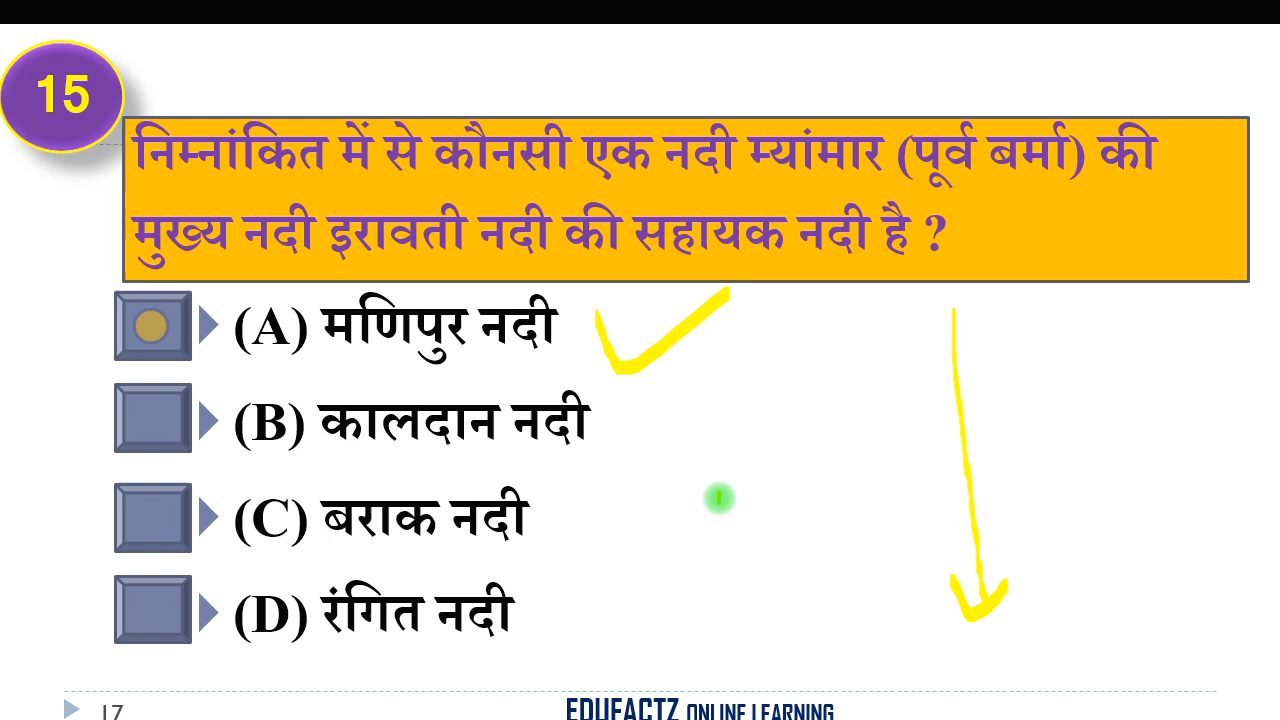 15
निम्नांकित में से कौनसी एक नदी म्यांमार (पूर्व बर्मा) की
मुख्य नदी इरावती नदी की सहायक नदी है ?
(A) मणिपुर नदी
(B) कालदान नदी
(C) बराक नदी
(D) रंगित नदी
17
EDUFACTZ ONLINE LEARNING